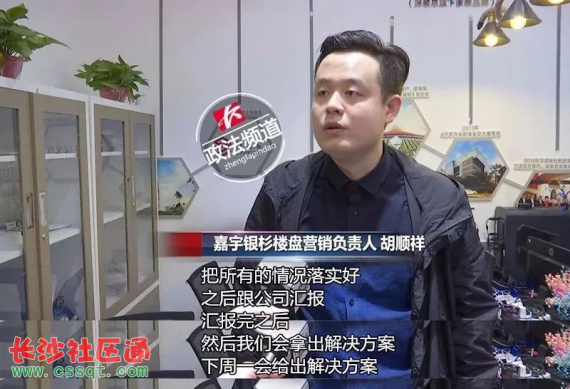 政法频道
zhengfapindao
嘉宇银杉楼盘营销负责人 胡顺祥
把所有的情况落实好
之后跟公司汇报
汇报完之后
然后我们会拿出解决方案
下周一会给出解决方案
长沙社区通
www.cssqt.com